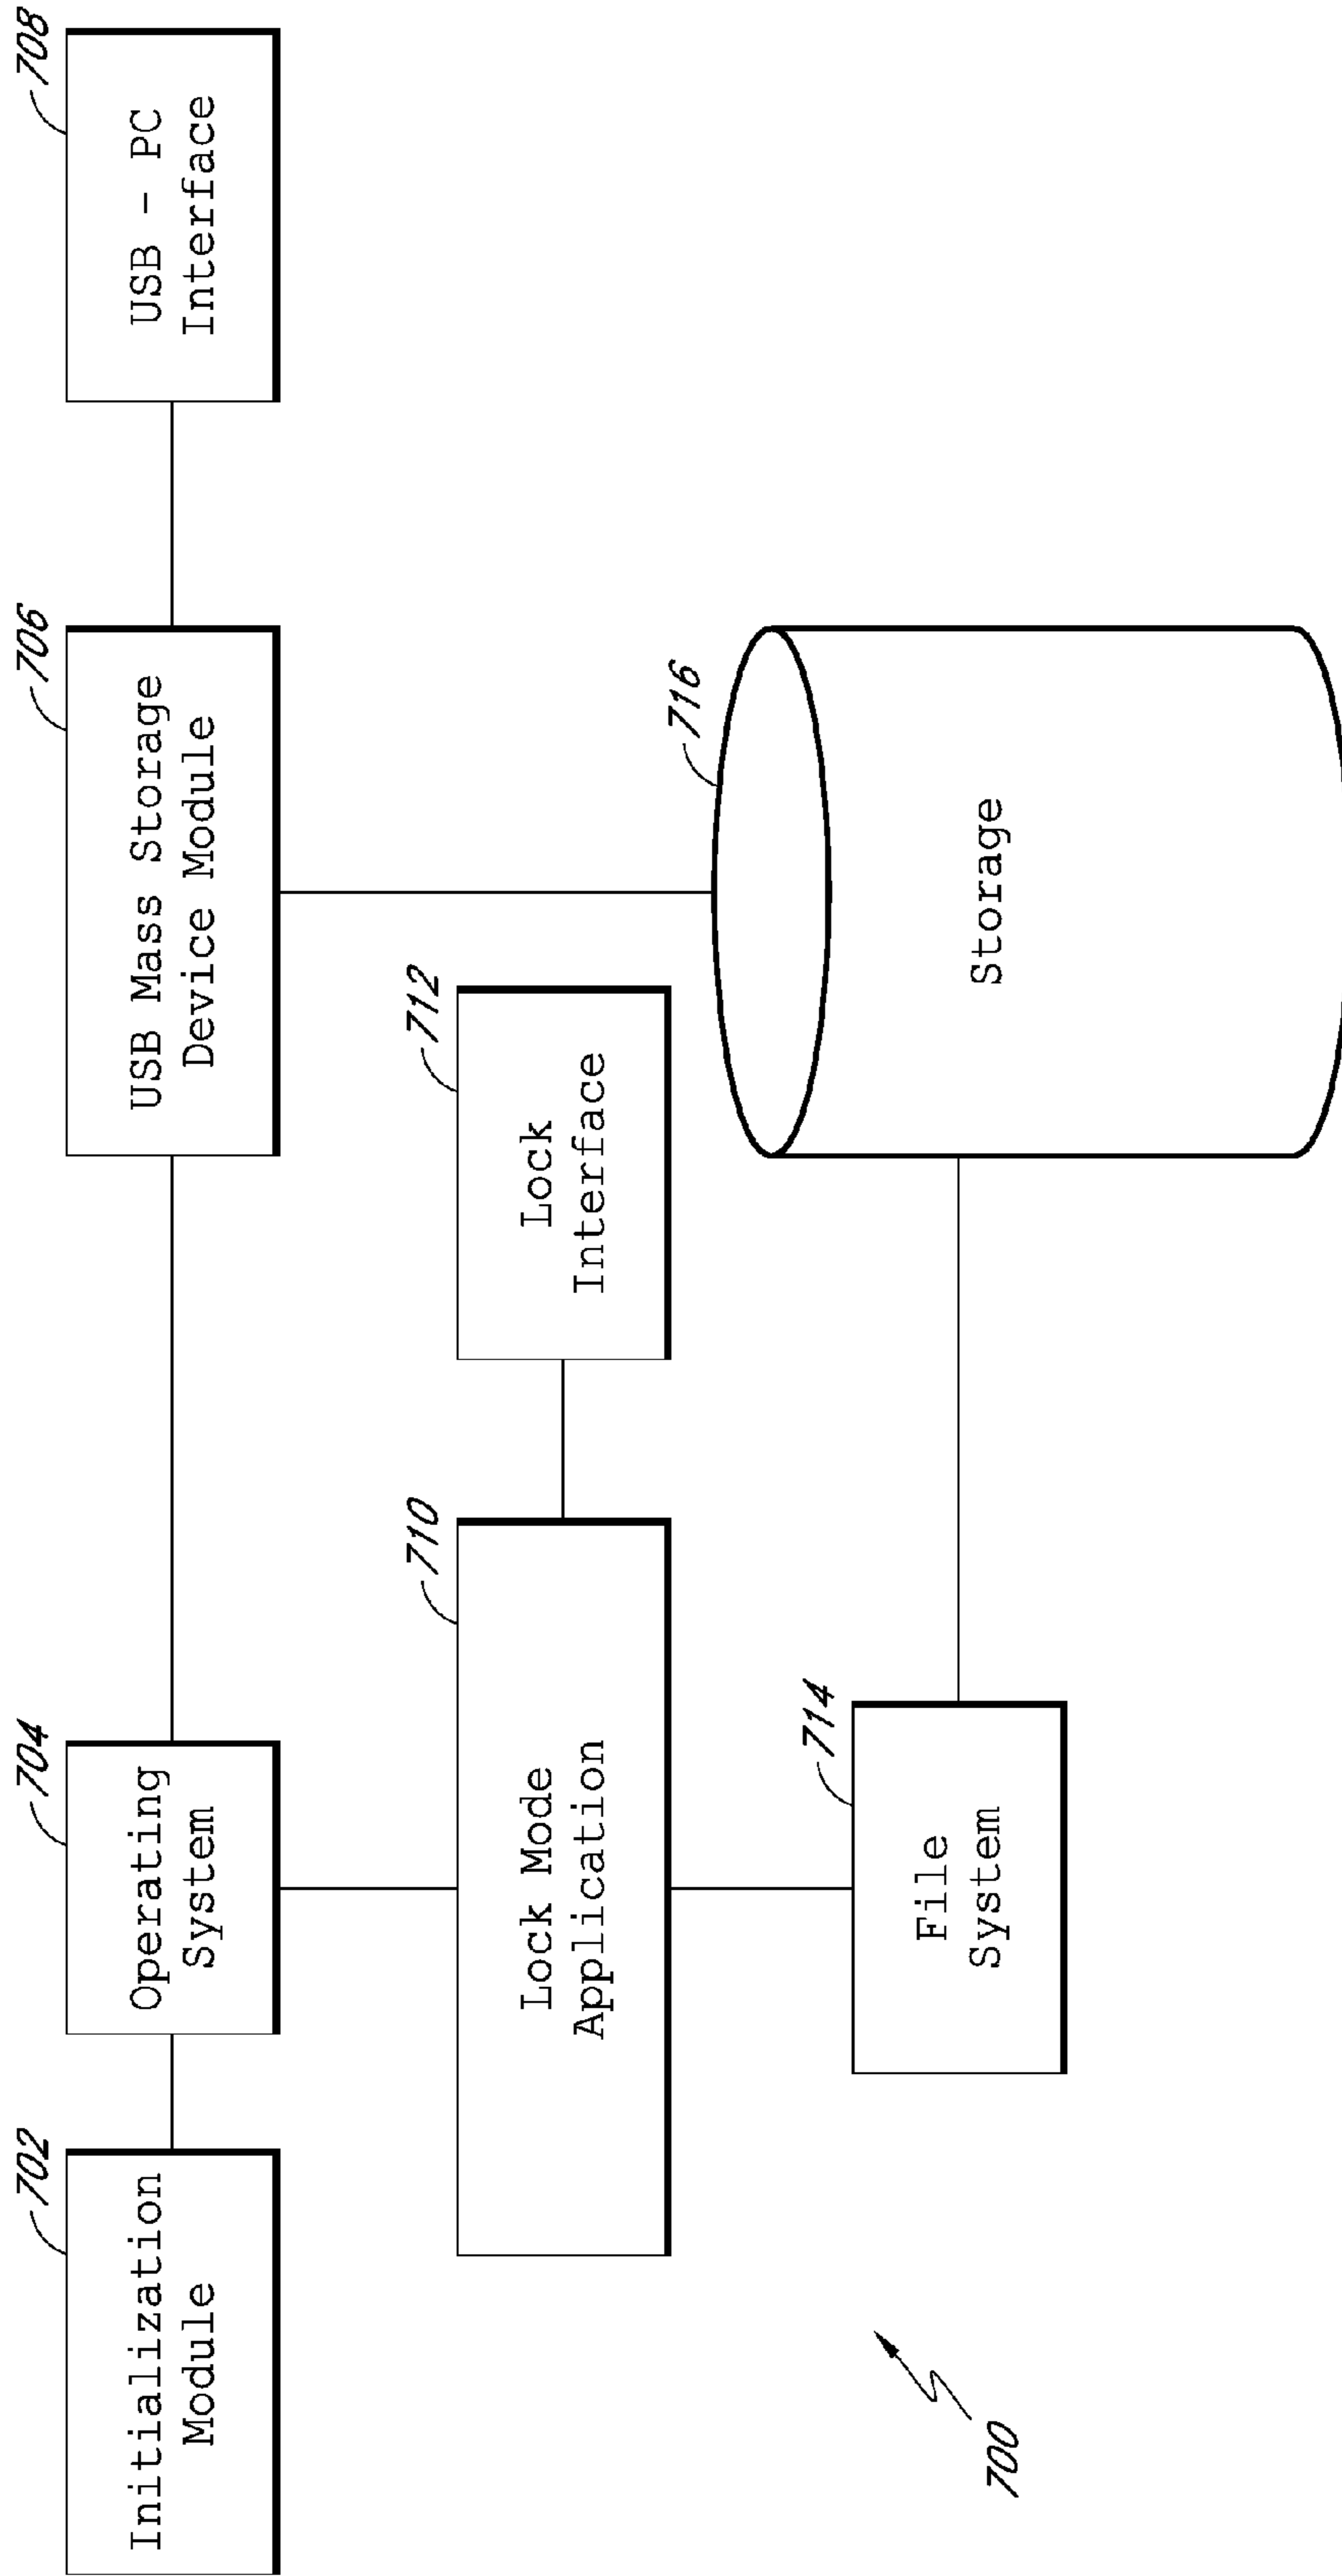 702
Initialization
Module
704
Operating
System
706
USB Mass Storage
Device Module
708
USB - PC
Interface
710
Lock Mode
Application
712
Lock
Interface
714
File
System
716
Storage
700